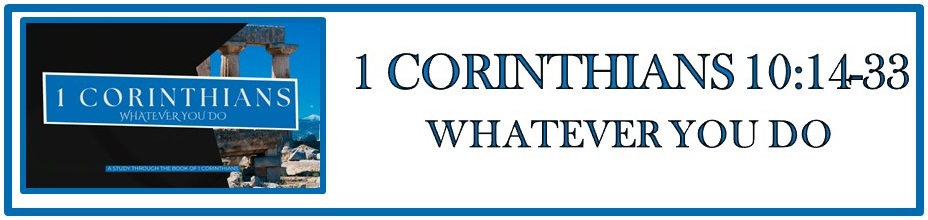 1 CORINTHIANS
WHATEVER YOU DO
A STUDY THROUGH THE BOOK OF 1 CORINTHIANS
1 CORINTHIANS 10:14-33
WHATEVER YOU DO